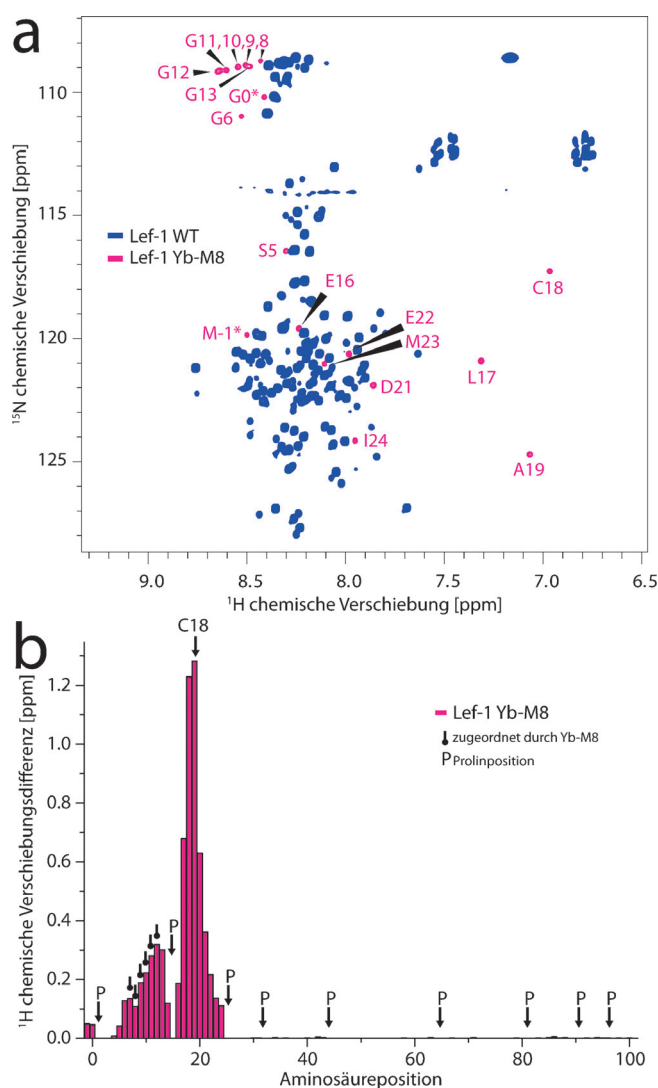 a
G11,10,9,8
G12
G13
G0*
G6
110
113
115
120
125
¹⁵N chemische Verschiebung [ppm]
Lef-1 WT
Lef-1 Yb-M8
S5
E16
C18
E22
M-1*
M23
L17
D21
I24
A19
9.0 8.5 8.0 7.5 7.0 6.5
¹H chemische Verschiebung [ppm]
b
C18
¹H chemische Verschiebungsdifferenz [ppm]
1.2
1.0
0.8
0.6
0.4
0.2
0.0
Lef-1 Yb-M8
zugeordnet durch Yb-M8
P Prolinposition
P P P P P P P P P
0 20 40 60 80 100
Aminosäureposition